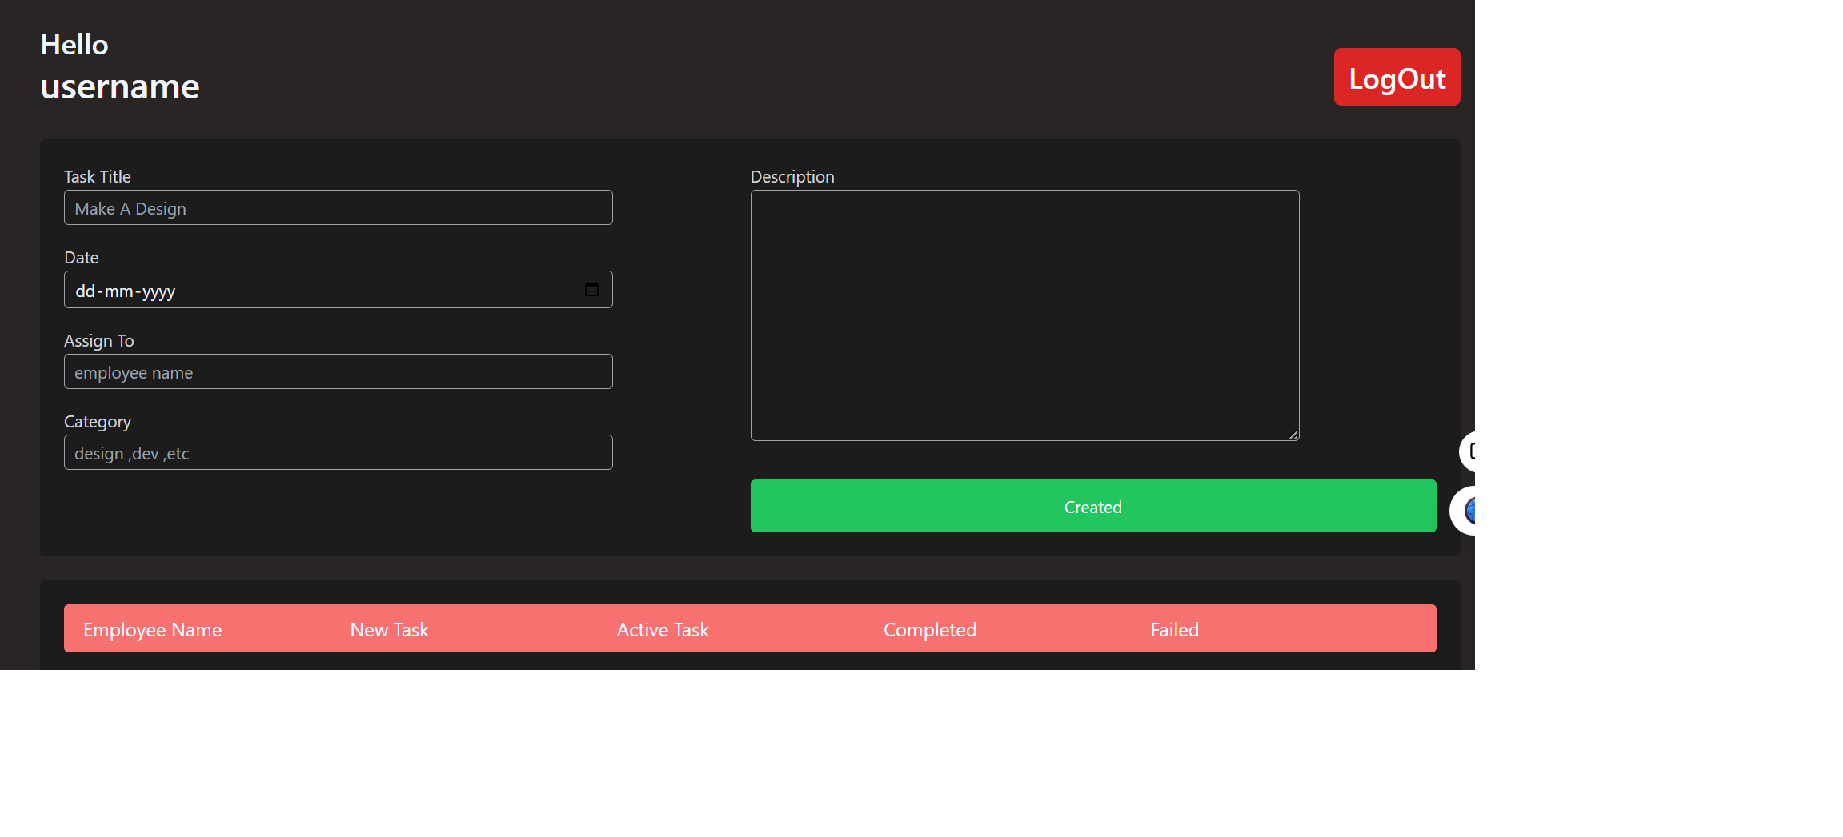 Hello
username
LogOut
Task Title
Make A Design
Date
dd-mm-yyyy
Assign To
employee name
Category
design ,dev ,etc
Description
Created
Employee Name New Task Active Task Completed Failed